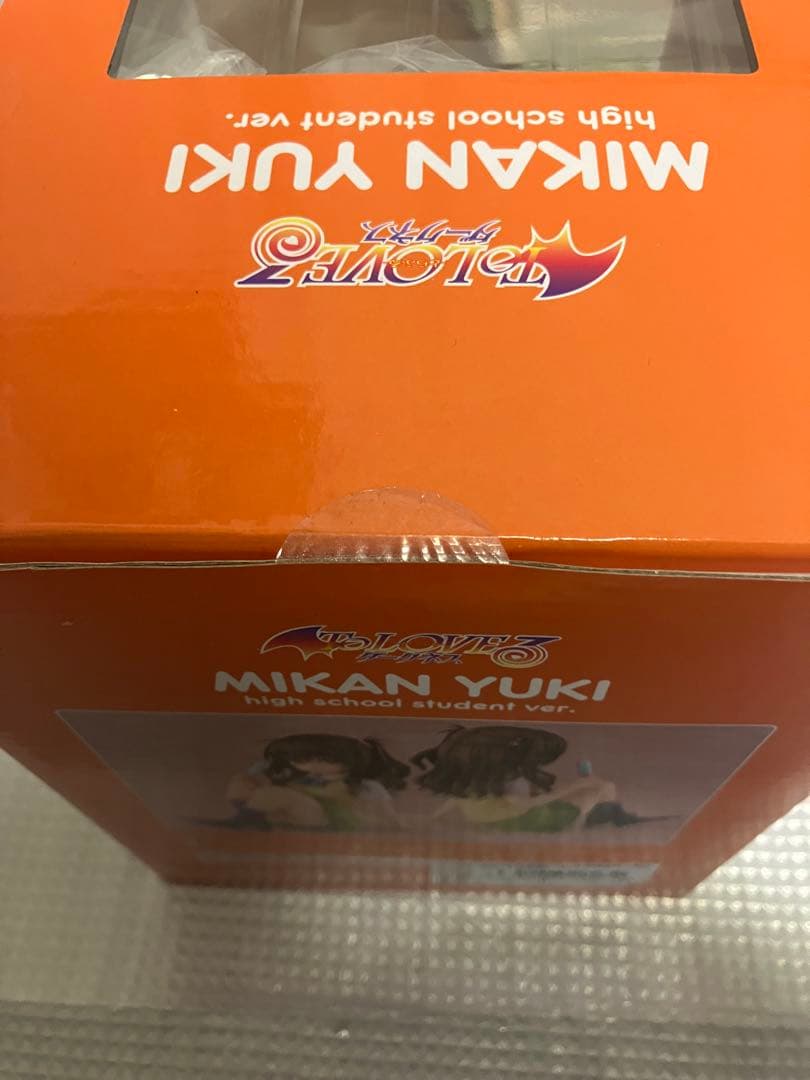 MIKAN YUKI
high school student ver.
To LOVEる
ダークネス
To LOVEる
ダークネス
MIKAN YUKI
high school student ver.